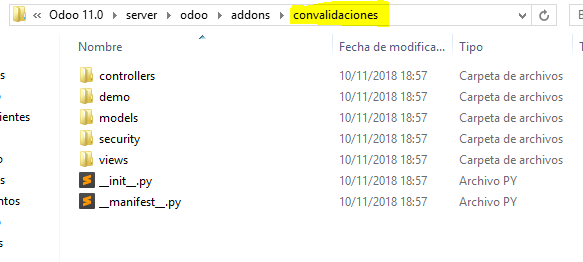 « Odoo 11.0 › server › odoo › addons › convalidaciones
Nombre Fecha de modifica... Tipo
controllers 10/11/2018 18:57 Carpeta de archivos
demo 10/11/2018 18:57 Carpeta de archivos
models 10/11/2018 18:57 Carpeta de archivos
ientes
security 10/11/2018 18:57 Carpeta de archivos
views 10/11/2018 18:57 Carpeta de archivos
__init__.py 10/11/2018 18:57 Archivo PY
ntos
__manifest__.py 10/11/2018 18:57 Archivo PY